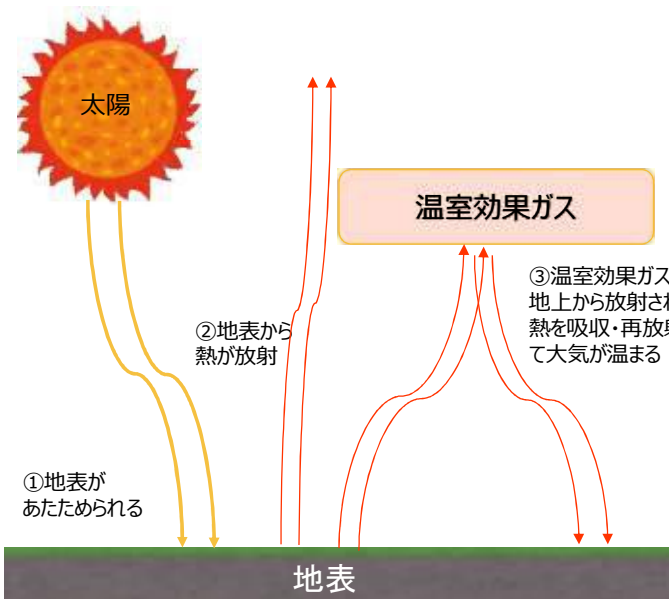 太陽
温室効果ガス
②地表から
熱が放射
③温室効果ガス
地上から放射され
熱を吸収・再放射
て大気が温まる
①地表が
あたためられる
地表